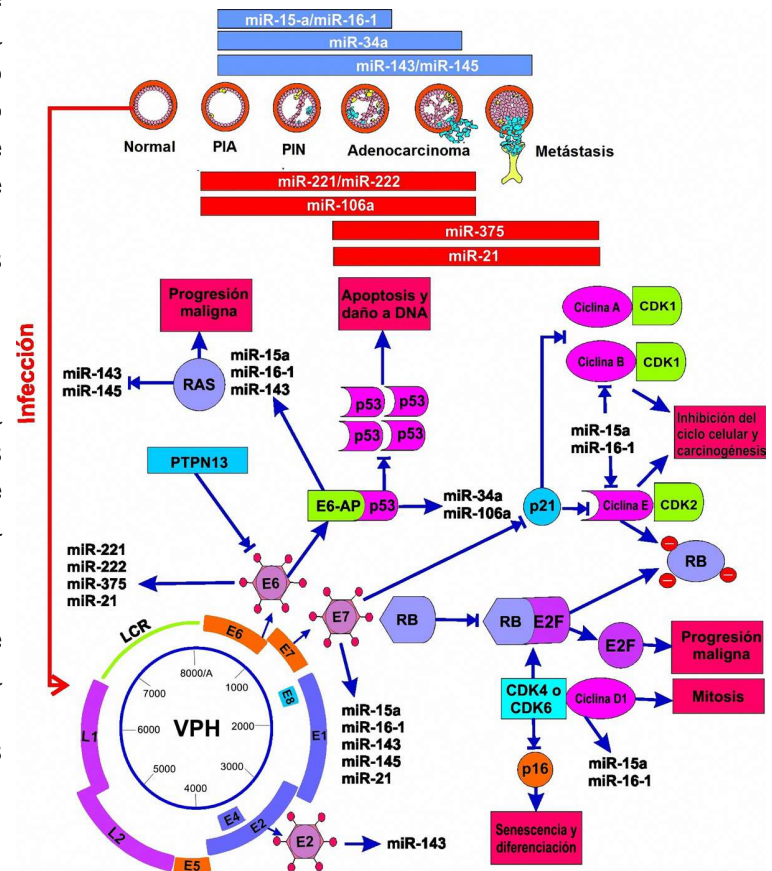 miR-15-a/miR-16-1
miR-34a
miR-143/miR-145
Normal
PIA
PIN
Adenocarcinoma
Metástasis
miR-221/miR-222
miR-106a
miR-375
miR-21
Infección
Progresión
maligna
RAS
miR-143
miR-145
miR-15a
miR-16-1
miR-143
Apoptosis y
daño a DNA
p53
p53
p53
p53
Ciclina A
CDK1
Ciclina B
CDK1
miR-15a
miR-16-1
Inhibición del
ciclo celular y
carcinogénesis
PTPN13
E6-AP
p53
miR-34a
miR-106a
p21
Ciclina E
CDK2
RB
miR-221
miR-222
miR-375
miR-21
E6
E7
RB
RB
E2F
E2F
Progresión
maligna
CDK4 o
CDK6
Ciclina D1
Mitosis
miR-15a
miR-16-1
p16
Senescencia y
diferenciación
LCR
E6
E7
E8
E1
E2
E4
E5
L2
L1
VPH
8000/A
1000
2000
3000
4000
5000
6000
7000
miR-15a
miR-16-1
miR-143
miR-145
miR-21
E2
miR-143